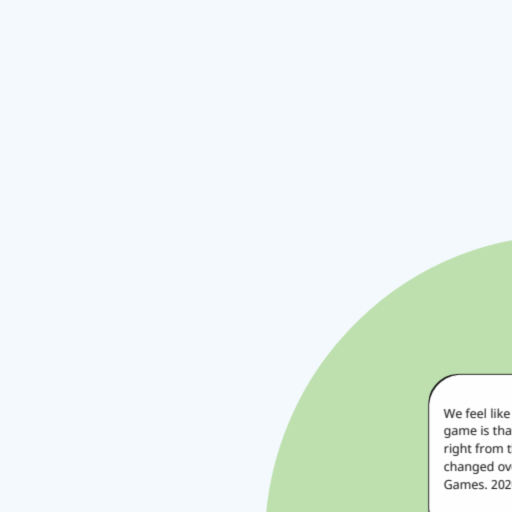 We feel like
game is tha
right from t
changed ov
Games. 202